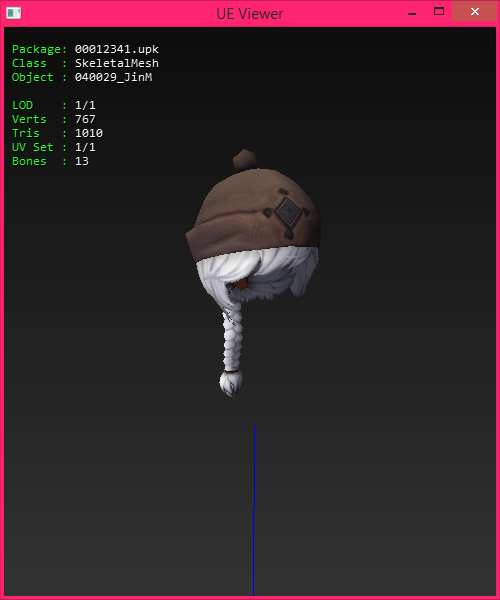 UE Viewer
Package: 00012341.upk
Class : SkeletalMesh
Object : 040029_JinM
LOD : 1/1
Verts : 767
Tris : 1010
UV Set : 1/1
Bones : 13